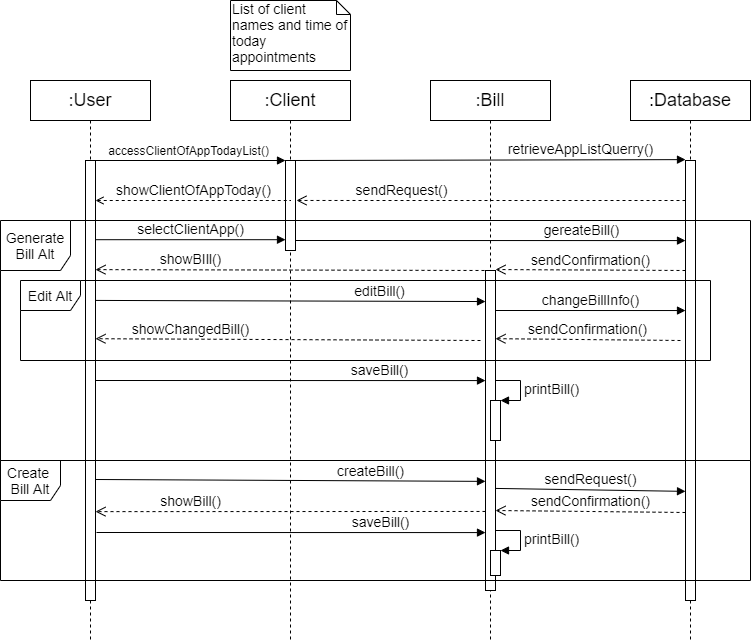 List of client
names and time of
today
appointments
:User
:Client
:Bill
:Database
accessClientOfAppTodayList()
retrieveAppListQuerry()
showClientOfAppToday()
sendRequest()
Generate
Bill Alt
selectClientApp()
gereateBill()
showBIll()
sendConfirmation()
Edit Alt
editBill()
changeBillInfo()
showChangedBill()
sendConfirmation()
saveBill()
printBill()
Create
Bill Alt
createBill()
sendRequest()
showBill()
sendConfirmation()
saveBill()
printBill()